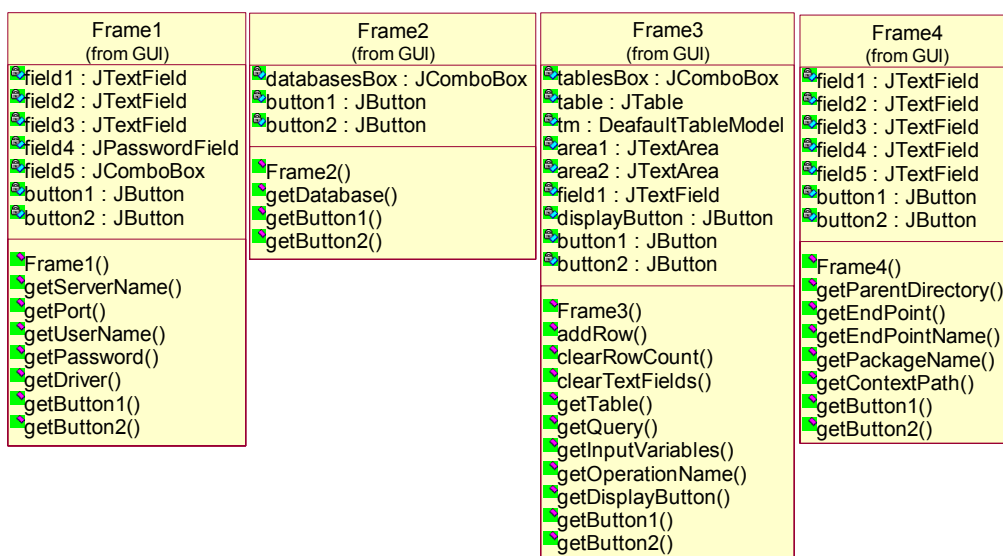 Frame1
(from GUI)
field1 : JTextField
field2 : JTextField
field3 : JTextField
field4 : JPasswordField
field5 : JComboBox
button1 : JButton
button2 : JButton
Frame1()
getServerName()
getPort()
getUserName()
getPassword()
getDriver()
getButton1()
getButton2()
Frame2
(from GUI)
databasesBox : JComboBox
button1 : JButton
button2 : JButton
Frame2()
getDatabase()
getButton1()
getButton2()
Frame3
(from GUI)
tablesBox : JComboBox
table : JTable
tm : DeafaultTableModel
area1 : JTextArea
area2 : JTextArea
field1 : JTextField
displayButton : JButton
button1 : JButton
button2 : JButton
Frame3()
addRow()
clearRowCount()
clearTextFields()
getTable()
getQuery()
getInputVariables()
getOperationName()
getDisplayButton()
getButton1()
getButton2()
Frame4
(from GUI)
field1 : JTextField
field2 : JTextField
field3 : JTextField
field4 : JTextField
field5 : JTextField
button1 : JButton
button2 : JButton
Frame4()
getParentDirectory()
getEndPoint()
getEndPointName()
getPackageName()
getContextPath()
getButton1()
getButton2()